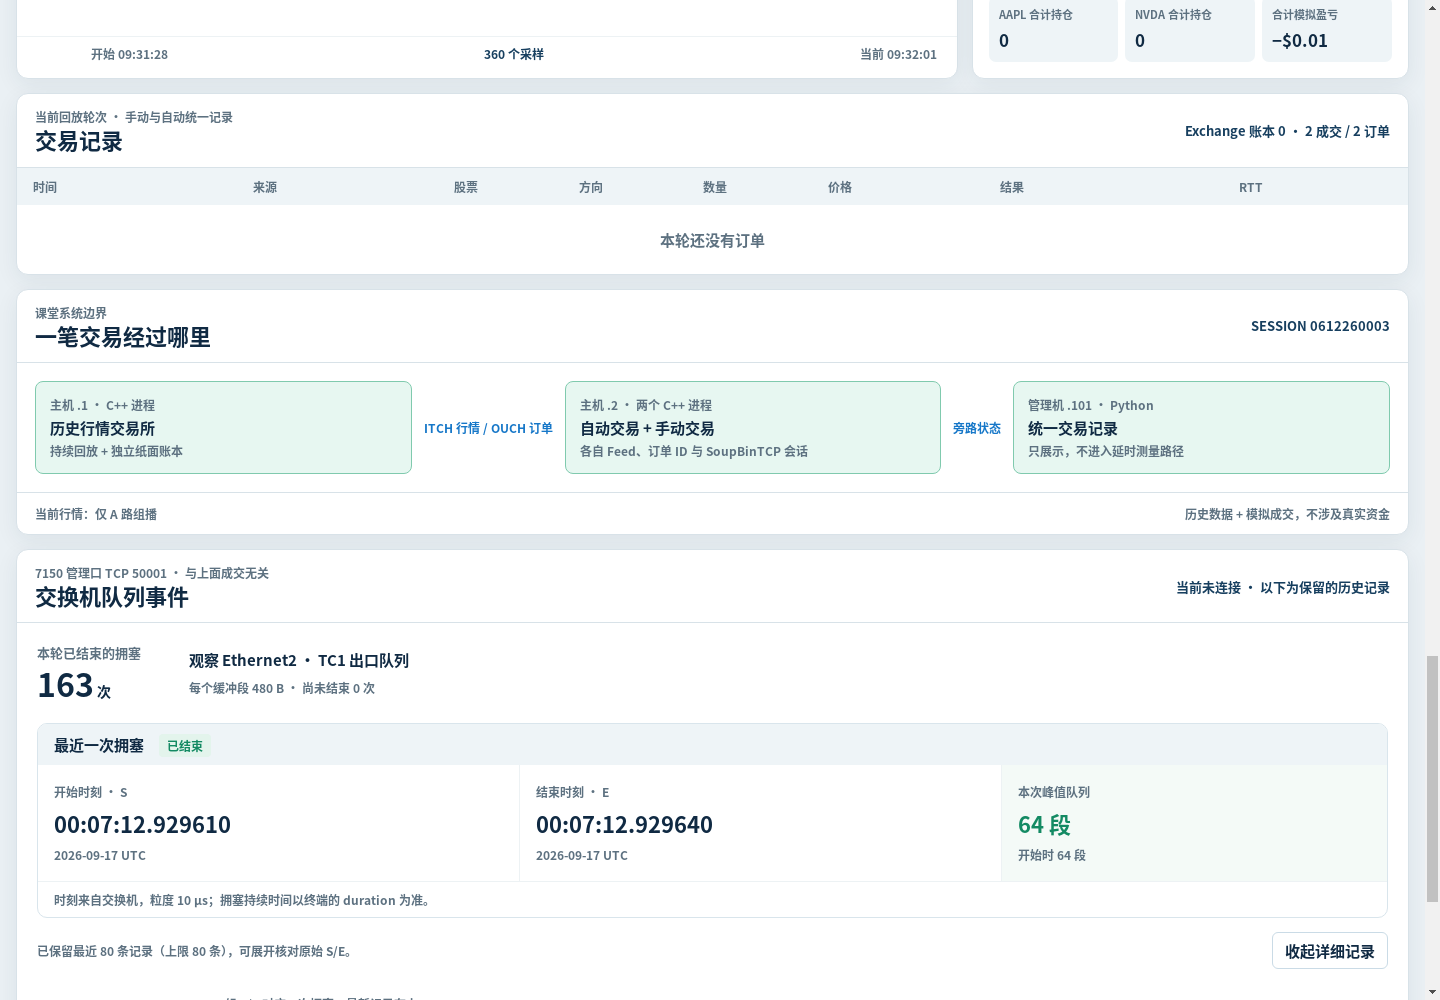 开始 09:31:28
360 个采样
当前 09:32:01
AAPL 合计持仓
0
NVDA 合计持仓
0
合计模拟盈亏
−$0.01
当前回放轮次 · 手动与自动统一记录
交易记录
Exchange 账本 0 · 2 成交 / 2 订单
时间 来源 股票 方向 数量 价格 结果 RTT
本轮还没有订单
课堂系统边界
一笔交易经过哪里
SESSION 0612260003
主机 .1 · C++ 进程
历史行情交易所
持续回放 + 独立纸面账本
ITCH 行情 / OUCH 订单
主机 .2 · 两个 C++ 进程
自动交易 + 手动交易
各自 Feed、订单 ID 与 SoupBinTCP 会话
旁路状态
管理机 .101 · Python
统一交易记录
只展示，不进入延时测量路径
当前行情：仅 A 路组播
历史数据 + 模拟成交，不涉及真实资金
7150 管理口 TCP 50001 · 与上面成交无关
交换机队列事件
当前未连接 · 以下为保留的历史记录
本轮已结束的拥塞
163 次
观察 Ethernet2 · TC1 出口队列
每个缓冲段 480 B · 尚未结束 0 次
最近一次拥塞 已结束
开始时刻 · S
00:07:12.929610
2026-09-17 UTC
结束时刻 · E
00:07:12.929640
2026-09-17 UTC
本次峰值队列
64 段
开始时 64 段
时刻来自交换机，粒度 10 μs；拥塞持续时间以终端的 duration 为准。
已保留最近 80 条记录（上限 80 条），可展开核对原始 S/E。
收起详细记录